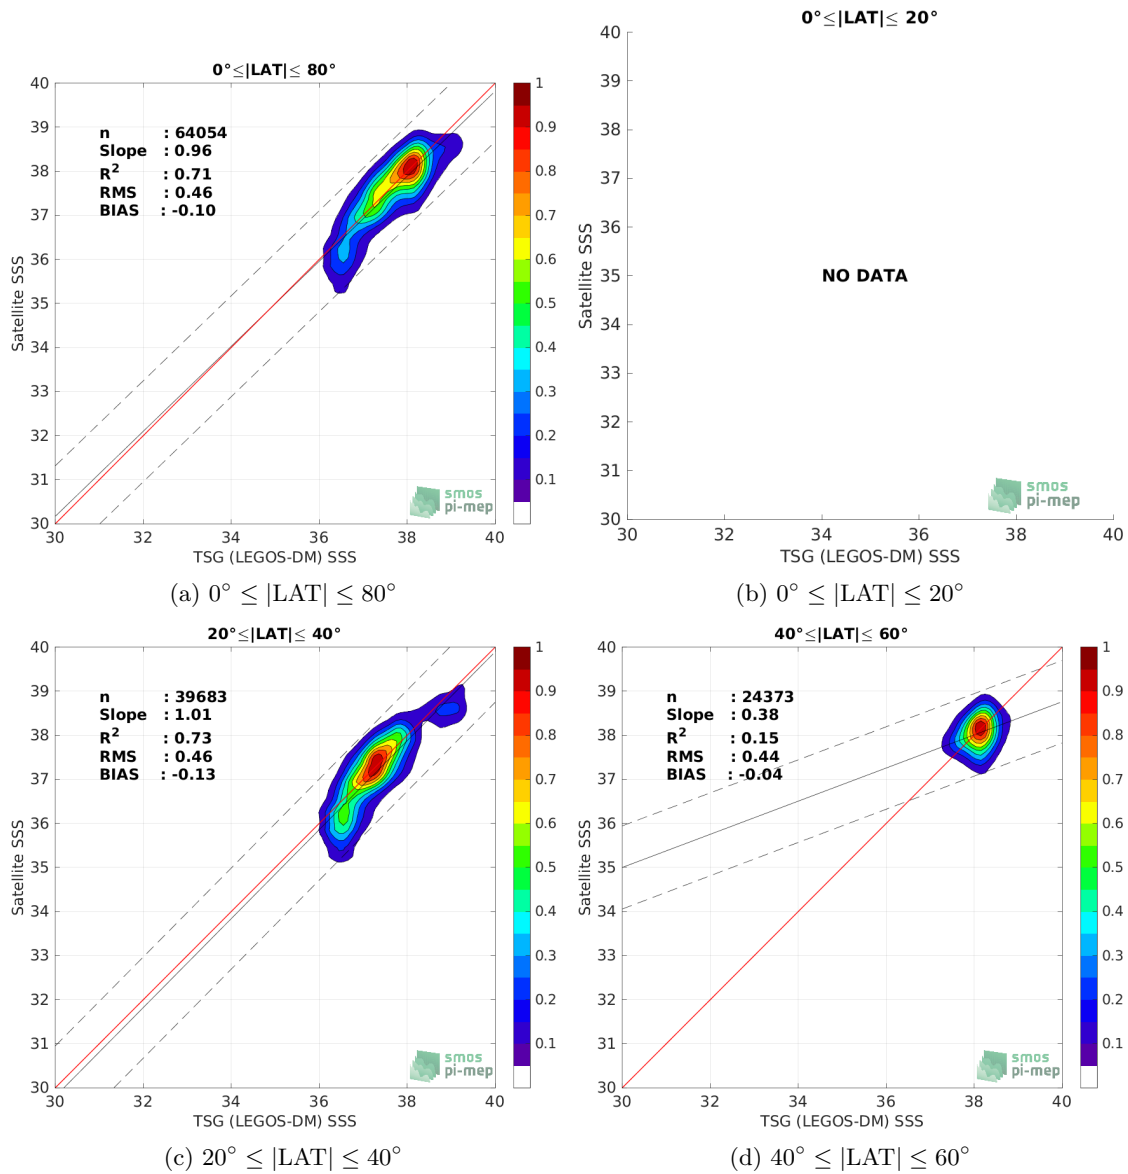 0°≤|LAT|≤ 80°
40
39
38
37
36
35
34
33
32
31
30
Satellite SSS
n : 64054
Slope : 0.96
R² : 0.71
RMS : 0.46
BIAS : -0.10
smos
pi-mep
30 32 34 36 38 40
TSG (LEGOS-DM) SSS
1
0.9
0.8
0.7
0.6
0.5
0.4
0.3
0.2
0.1
(a) 0° ≤ |LAT| ≤ 80°
0°≤|LAT|≤ 20°
40
39
38
37
36
35
34
33
32
31
30
Satellite SSS
NO DATA
smos
pi-mep
30 32 34 36 38 40
TSG (LEGOS-DM) SSS
(b) 0° ≤ |LAT| ≤ 20°
20°≤|LAT|≤ 40°
40
39
38
37
36
35
34
33
32
31
30
Satellite SSS
n : 39683
Slope : 1.01
R² : 0.73
RMS : 0.46
BIAS : -0.13
smos
pi-mep
30 32 34 36 38 40
TSG (LEGOS-DM) SSS
1
0.9
0.8
0.7
0.6
0.5
0.4
0.3
0.2
0.1
(c) 20° ≤ |LAT| ≤ 40°
40°≤|LAT|≤ 60°
40
39
38
37
36
35
34
33
32
31
30
Satellite SSS
n : 24373
Slope : 0.38
R² : 0.15
RMS : 0.44
BIAS : -0.04
smos
pi-mep
30 32 34 36 38 40
TSG (LEGOS-DM) SSS
1
0.9
0.8
0.7
0.6
0.5
0.4
0.3
0.2
0.1
(d) 40° ≤ |LAT| ≤ 60°